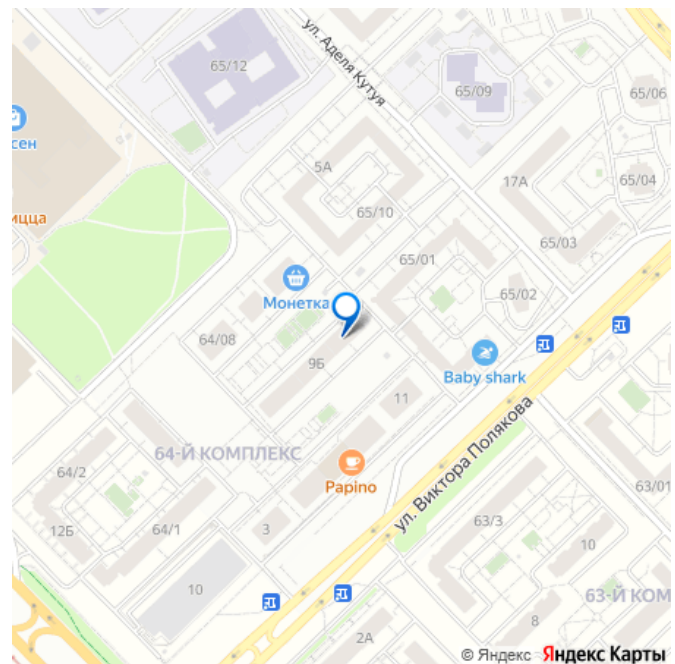 ул. Аделя Кутуя
65/12
65/09
65/06
сен
5А
17А
65/04
65/10
ицца
65/03
65/01
Монетка
65/02
64/08
9Б
Baby shark
11
64-Й КОМПЛЕКС
64/2
Papino
ул. Виктора Полякова
63/01
12Б
64/1
3
63/3
10
10
63-Й КОМ
8
2А
© Яндекс Яндекс Карты